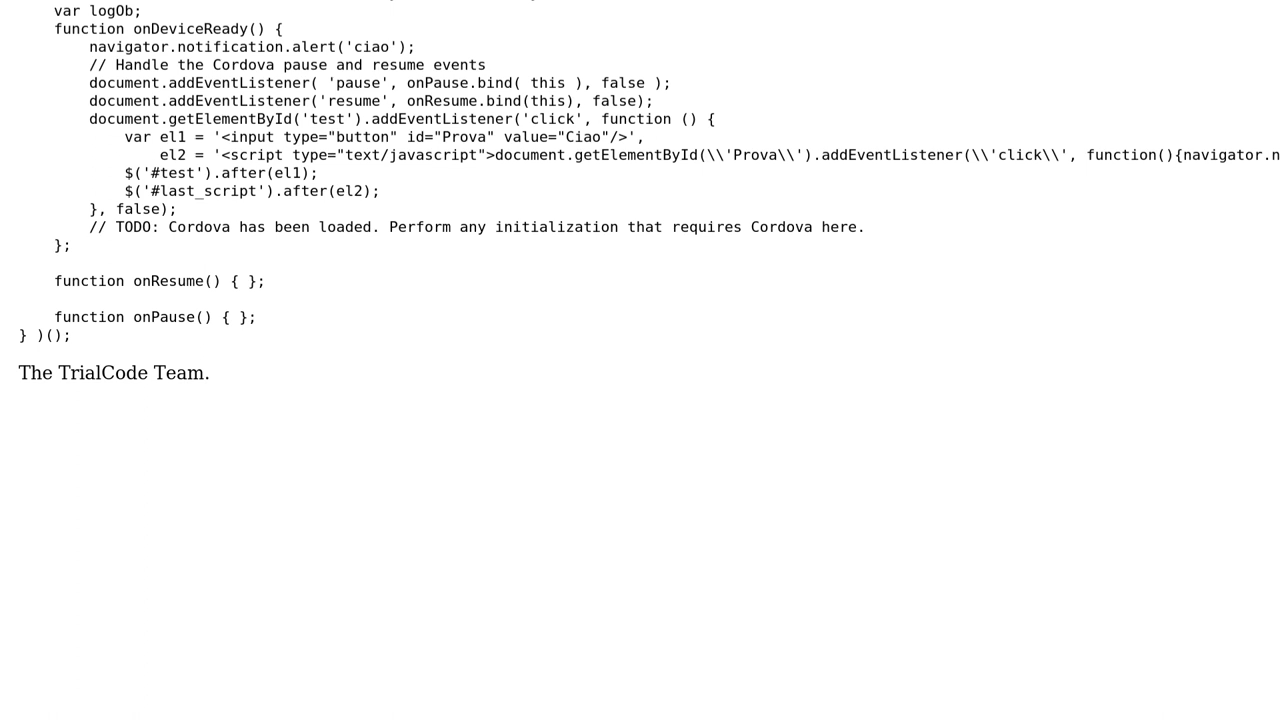 var logOb;
function onDeviceReady() {
navigator.notification.alert('ciao');
// Handle the Cordova pause and resume events
document.addEventListener( 'pause', onPause.bind( this ), false );
document.addEventListener('resume', onResume.bind(this), false);
document.getElementById('test').addEventListener('click', function () {
var el1 = '<input type="button" id="Prova" value="Ciao"/>',
el2 = '<script type="text/javascript">document.getElementById(\\'Prova\\').addEventListener(\\'click\\', function(){navigator.n
$('#test').after(el1);
$('#last_script').after(el2);
}, false);
// TODO: Cordova has been loaded. Perform any initialization that requires Cordova here.
};
function onResume() { };
function onPause() { };
} )();
The TrialCode Team.